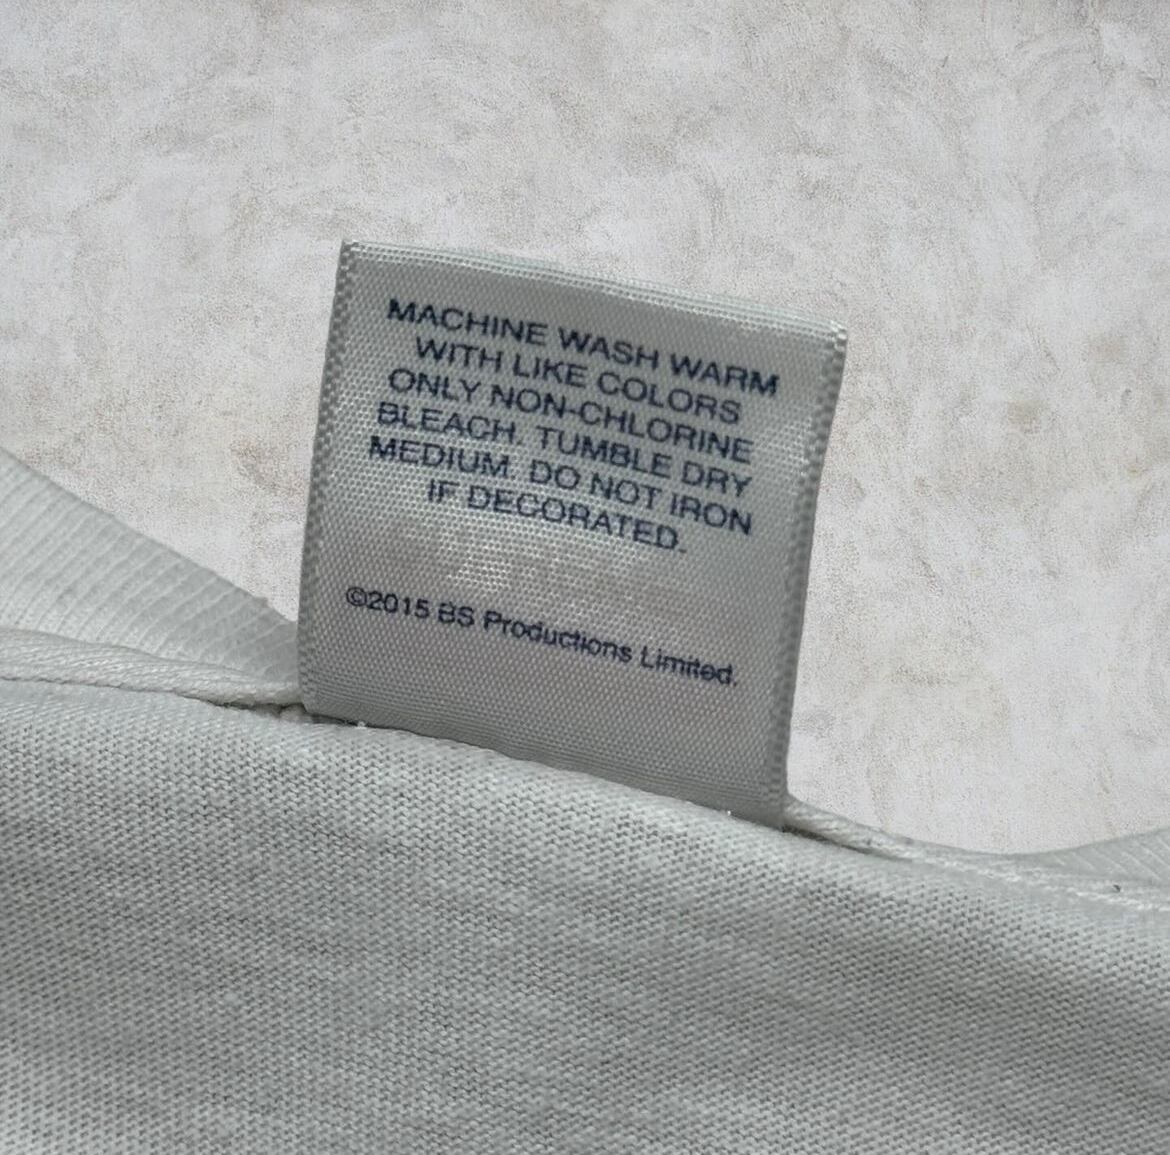 MACHINE WASH WARM
WITH LIKE COLORS
ONLY NON-CHLORINE
BLEACH. TUMBLE DRY
MEDIUM. DO NOT IRON
IF DECORATED.
©2015 BS Productions Limited.